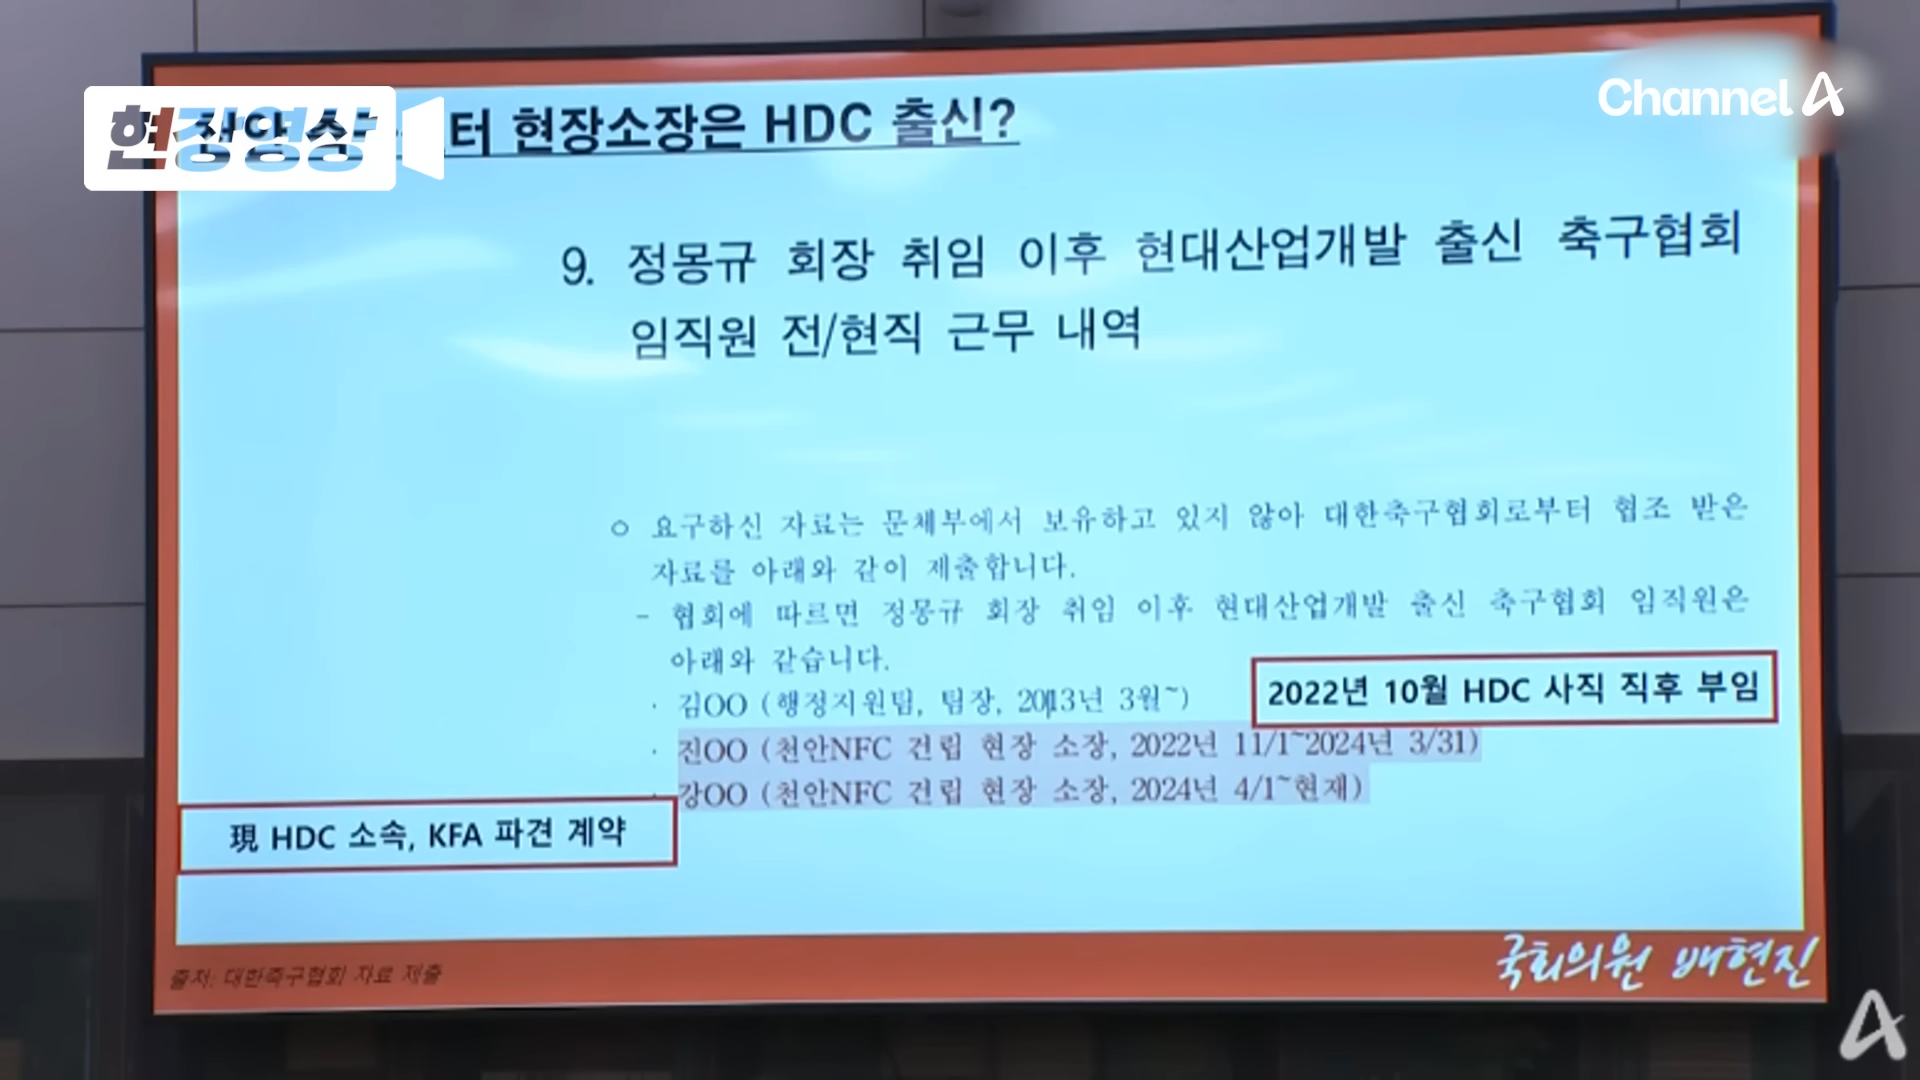 현장영상
Channel A
터 현장소장은 HDC 출신?
9. 정몽규 회장 취임 이후 현대산업개발 출신 축구협회
임직원 전/현직 근무 내역
○ 요구하신 자료는 문체부에서 보유하고 있지 않아 대한축구협회로부터 협조 받은
자료를 아래와 같이 제출합니다.
- 협회에 따르면 정몽규 회장 취임 이후 현대산업개발 출신 축구협회 임직원은
아래와 같습니다.
· 김OO (행정지원팀, 팀장, 2013년 3월~)
2022년 10월 HDC 사직 직후 부임
· 진OO (천안NFC 건립 현장 소장, 2022년 11/1~2024년 3/31)
· 강OO (천안NFC 건립 현장 소장, 2024년 4/1~현재)
現 HDC 소속, KFA 파견 계약
출저: 대한축구협회 자료 제출
국회의원 배현진